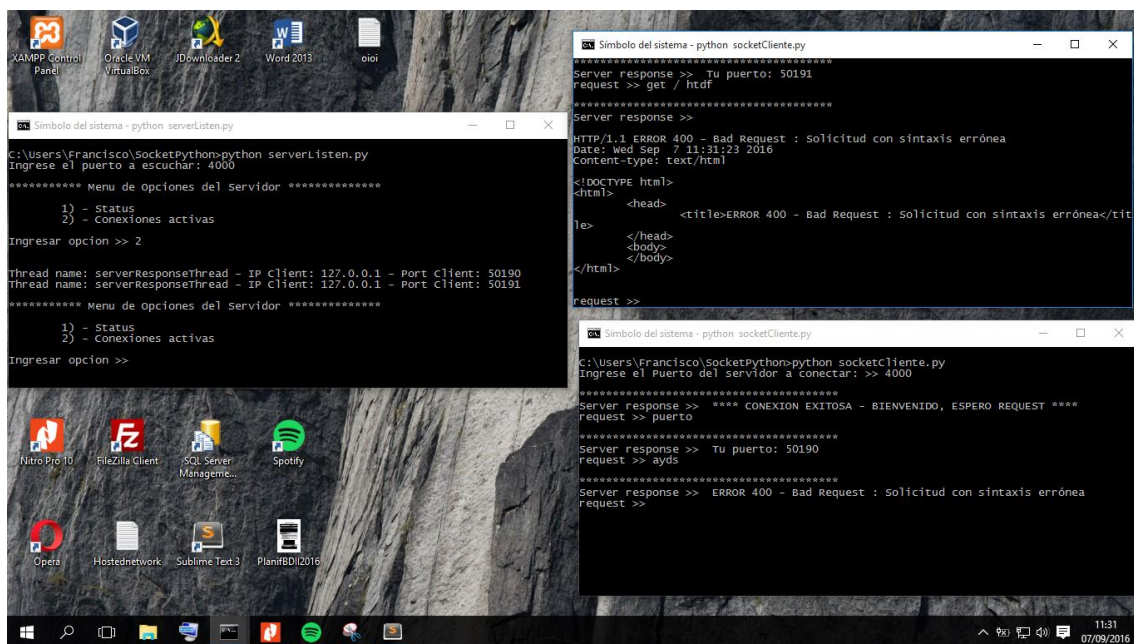 XAMPP Control
Panel
Oracle VM
VirtualBox
JDownloader 2
Word 2013
oioi
Símbolo del sistema - python serverListen.py
C:\Users\Francisco\SocketPython>python serverListen.py
Ingrese el puerto a escuchar: 4000
*********** Menu de Opciones del Servidor **************
1) - Status
2) - Conexiones activas
Ingresar opcion >> 2
Thread name: serverResponseThread - IP Client: 127.0.0.1 - Port Client: 50190
Thread name: serverResponseThread - IP Client: 127.0.0.1 - Port Client: 50191
*********** Menu de Opciones del Servidor **************
1) - Status
2) - Conexiones activas
Ingresar opcion >>
Símbolo del sistema - python socketCliente.py
***************************************
Server response >>  Tu puerto: 50191
request >> get / htdf
***************************************
Server response >>
HTTP/1.1 ERROR 400 - Bad Request : Solicitud con sintaxis errónea
Date: Wed Sep  7 11:31:23 2016
Content-type: text/html
<!DOCTYPE html>
<html>
<head>
<title>ERROR 400 - Bad Request : Solicitud con sintaxis errónea</tit
le>
</head>
<body>
</body>
</html>
request >>
Símbolo del sistema - python socketCliente.py
C:\Users\Francisco\SocketPython>python socketCliente.py
Ingrese el Puerto del servidor a conectar: >> 4000
***************************************
Server response >>  **** CONEXION EXITOSA - BIENVENIDO, ESPERO REQUEST ****
request >> puerto
***************************************
Server response >>  Tu puerto: 50190
request >> ayds
***************************************
Server response >>  ERROR 400 - Bad Request : Solicitud con sintaxis errónea
request >>
Nitro Pro 10
FileZilla Client
SQL Server
Manageme...
Spotify
Opera
Hostednetwork
Sublime Text 3
PlanifBDII2016
11:31
07/09/2016